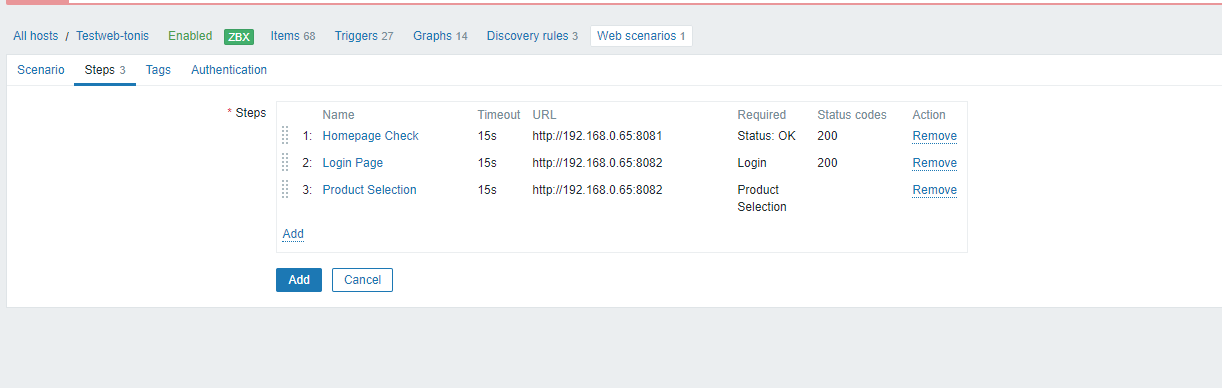 All hosts / Testweb-tonis Enabled ZBX Items 68 Triggers 27 Graphs 14 Discovery rules 3 Web scenarios 1
Scenario Steps 3 Tags Authentication
* Steps Name Timeout URL Required Status codes Action
1: Homepage Check 15s http://192.168.0.65:8081 Status: OK 200 Remove
2: Login Page 15s http://192.168.0.65:8082 Login 200 Remove
3: Product Selection 15s http://192.168.0.65:8082 Product Remove
Selection
Add
Add Cancel